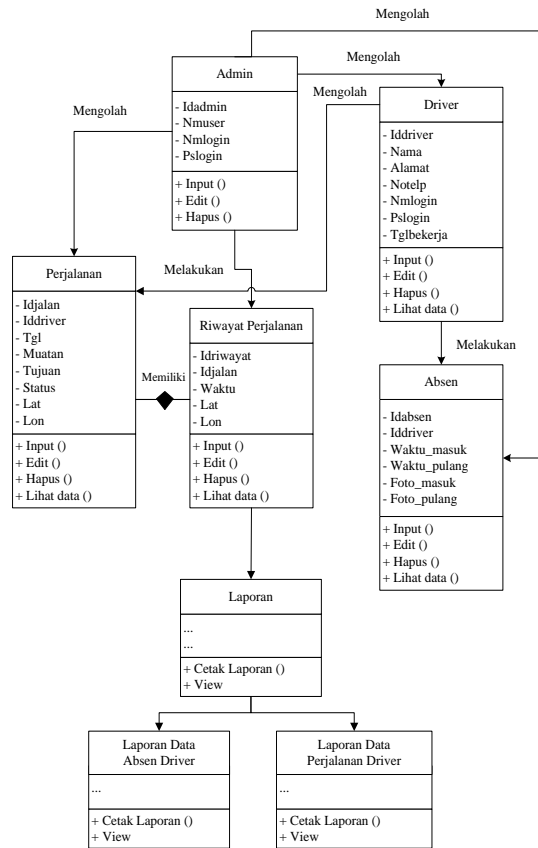 Mengolah
Admin
- Idadmin
- Nmuser
- Nmlogin
- Pslogin
+ Input ()
+ Edit ()
+ Hapus ()
Mengolah
Mengolah
Mengolah
Driver
- Iddriver
- Nama
- Alamat
- Notelp
- Nmlogin
- Pslogin
- Tglbekerja
+ Input ()
+ Edit ()
+ Hapus ()
+ Lihat data ()
Perjalanan
- Idjalan
- Iddriver
- Tgl
- Muatan
- Tujuan
- Status
- Lat
- Lon
+ Input ()
+ Edit ()
+ Hapus ()
+ Lihat data ()
Melakukan
Memiliki
Riwayat Perjalanan
- Idriwayat
- Idjalan
- Waktu
- Lat
- Lon
+ Input ()
+ Edit ()
+ Hapus ()
+ Lihat data ()
Melakukan
Absen
- Idabsen
- Iddriver
- Waktu_masuk
- Waktu_pulang
- Foto_masuk
- Foto_pulang
+ Input ()
+ Edit ()
+ Hapus ()
+ Lihat data ()
Laporan
...
...
+ Cetak Laporan ()
+ View
Laporan Data
Absen Driver
...
+ Cetak Laporan ()
+ View
Laporan Data
Perjalanan Driver
...
+ Cetak Laporan ()
+ View